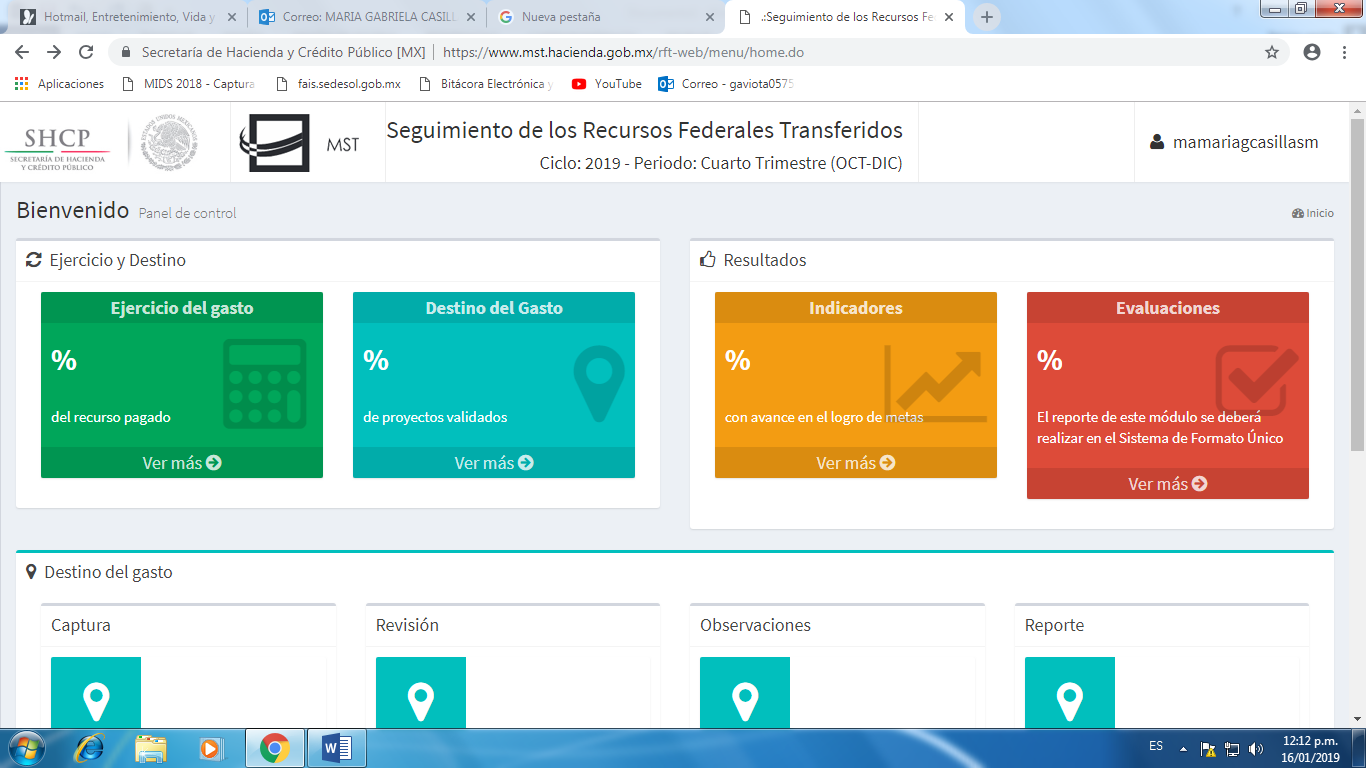 Hotmail, Entretenimiento, Vida y
Correo: MARIA GABRIELA CASILL
Nueva pestaña
.:Seguimiento de los Recursos Fe
Secretaría de Hacienda y Crédito Público [MX]
https://www.mst.hacienda.gob.mx/rft-web/menu/home.do
Aplicaciones
MIDS 2018 - Captura
fais.sedesol.gob.mx
Bitácora Electrónica y
YouTube
Correo - gaviota0575
SHCP
SECRETARÍA DE HACIENDA
Y CRÉDITO PÚBLICO
ESTADOS UNIDOS MEXICANOS
MST
Seguimiento de los Recursos Federales Transferidos
Ciclo: 2019 - Periodo: Cuarto Trimestre (OCT-DIC)
mamariagcasillasm
Bienvenido Panel de control
Inicio
Ejercicio y Destino
Ejercicio del gasto
%
del recurso pagado
Ver más
Destino del Gasto
%
de proyectos validados
Ver más
Resultados
Indicadores
%
con avance en el logro de metas
Ver más
Evaluaciones
%
El reporte de este módulo se deberá
realizar en el Sistema de Formato Único
Ver más
Destino del gasto
Captura
Revisión
Observaciones
Reporte
ES
12:12 p.m.
16/01/2019